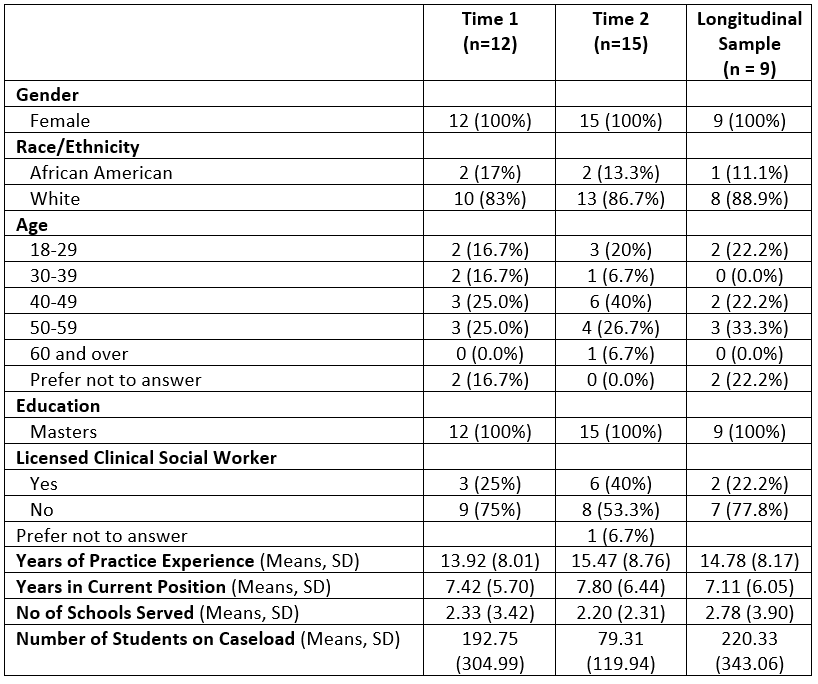 Time 1 Time 2 Longitudinal
(n=12) (n=15) Sample
(n = 9)
Gender
Female 12 (100%) 15 (100%) 9 (100%)
Race/Ethnicity
African American 2 (17%) 2 (13.3%) 1 (11.1%)
White 10 (83%) 13 (86.7%) 8 (88.9%)
Age
18-29 2 (16.7%) 3 (20%) 2 (22.2%)
30-39 2 (16.7%) 1 (6.7%) 0 (0.0%)
40-49 3 (25.0%) 6 (40%) 2 (22.2%)
50-59 3 (25.0%) 4 (26.7%) 3 (33.3%)
60 and over 0 (0.0%) 1 (6.7%) 0 (0.0%)
Prefer not to answer 2 (16.7%) 0 (0.0%) 2 (22.2%)
Education
Masters 12 (100%) 15 (100%) 9 (100%)
Licensed Clinical Social Worker
Yes 3 (25%) 6 (40%) 2 (22.2%)
No 9 (75%) 8 (53.3%) 7 (77.8%)
Prefer not to answer 1 (6.7%)
Years of Practice Experience (Means, SD) 13.92 (8.01) 15.47 (8.76) 14.78 (8.17)
Years in Current Position (Means, SD) 7.42 (5.70) 7.80 (6.44) 7.11 (6.05)
No of Schools Served (Means, SD) 2.33 (3.42) 2.20 (2.31) 2.78 (3.90)
Number of Students on Caseload (Means, SD) 192.75 79.31 220.33
(304.99) (119.94) (343.06)